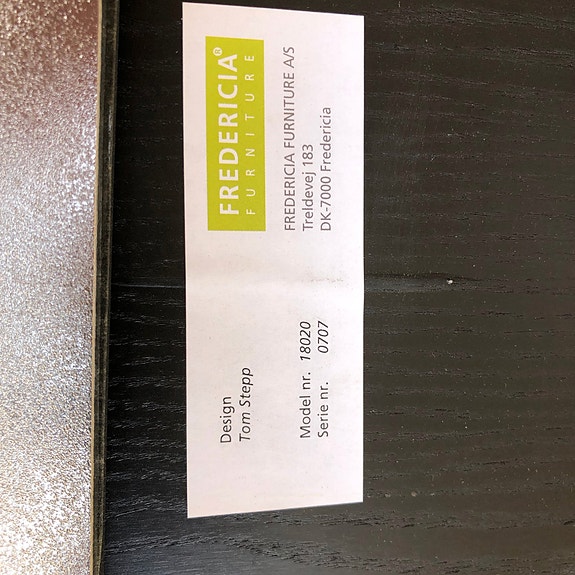 FREDERICIA®
FURNITURE
FREDERICIA FURNITURE A/S
Treldevej 183
DK-7000 Fredericia
Design
Tom Stepp
Model nr. 18020
Serie nr. 0707